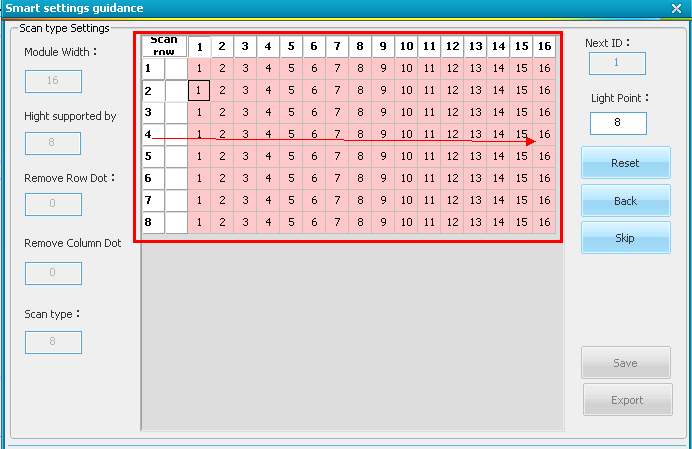 Smart settings guidance
Scan type Settings
Module Width：
16
Hight supported by
8
Remove Row Dot：
0
Remove Column Dot
0
Scan type：
8
Scan row 1 2 3 4 5 6 7 8 9 10 11 12 13 14 15 16
1 1 2 3 4 5 6 7 8 9 10 11 12 13 14 15 16
2 1 2 3 4 5 6 7 8 9 10 11 12 13 14 15 16
3 1 2 3 4 5 6 7 8 9 10 11 12 13 14 15 16
4 1 2 3 4 5 6 7 8 9 10 11 12 13 14 15 16
5 1 2 3 4 5 6 7 8 9 10 11 12 13 14 15 16
6 1 2 3 4 5 6 7 8 9 10 11 12 13 14 15 16
7 1 2 3 4 5 6 7 8 9 10 11 12 13 14 15 16
8 1 2 3 4 5 6 7 8 9 10 11 12 13 14 15 16
Next ID：
1
Light Point：
8
Reset
Back
Skip
Save
Export